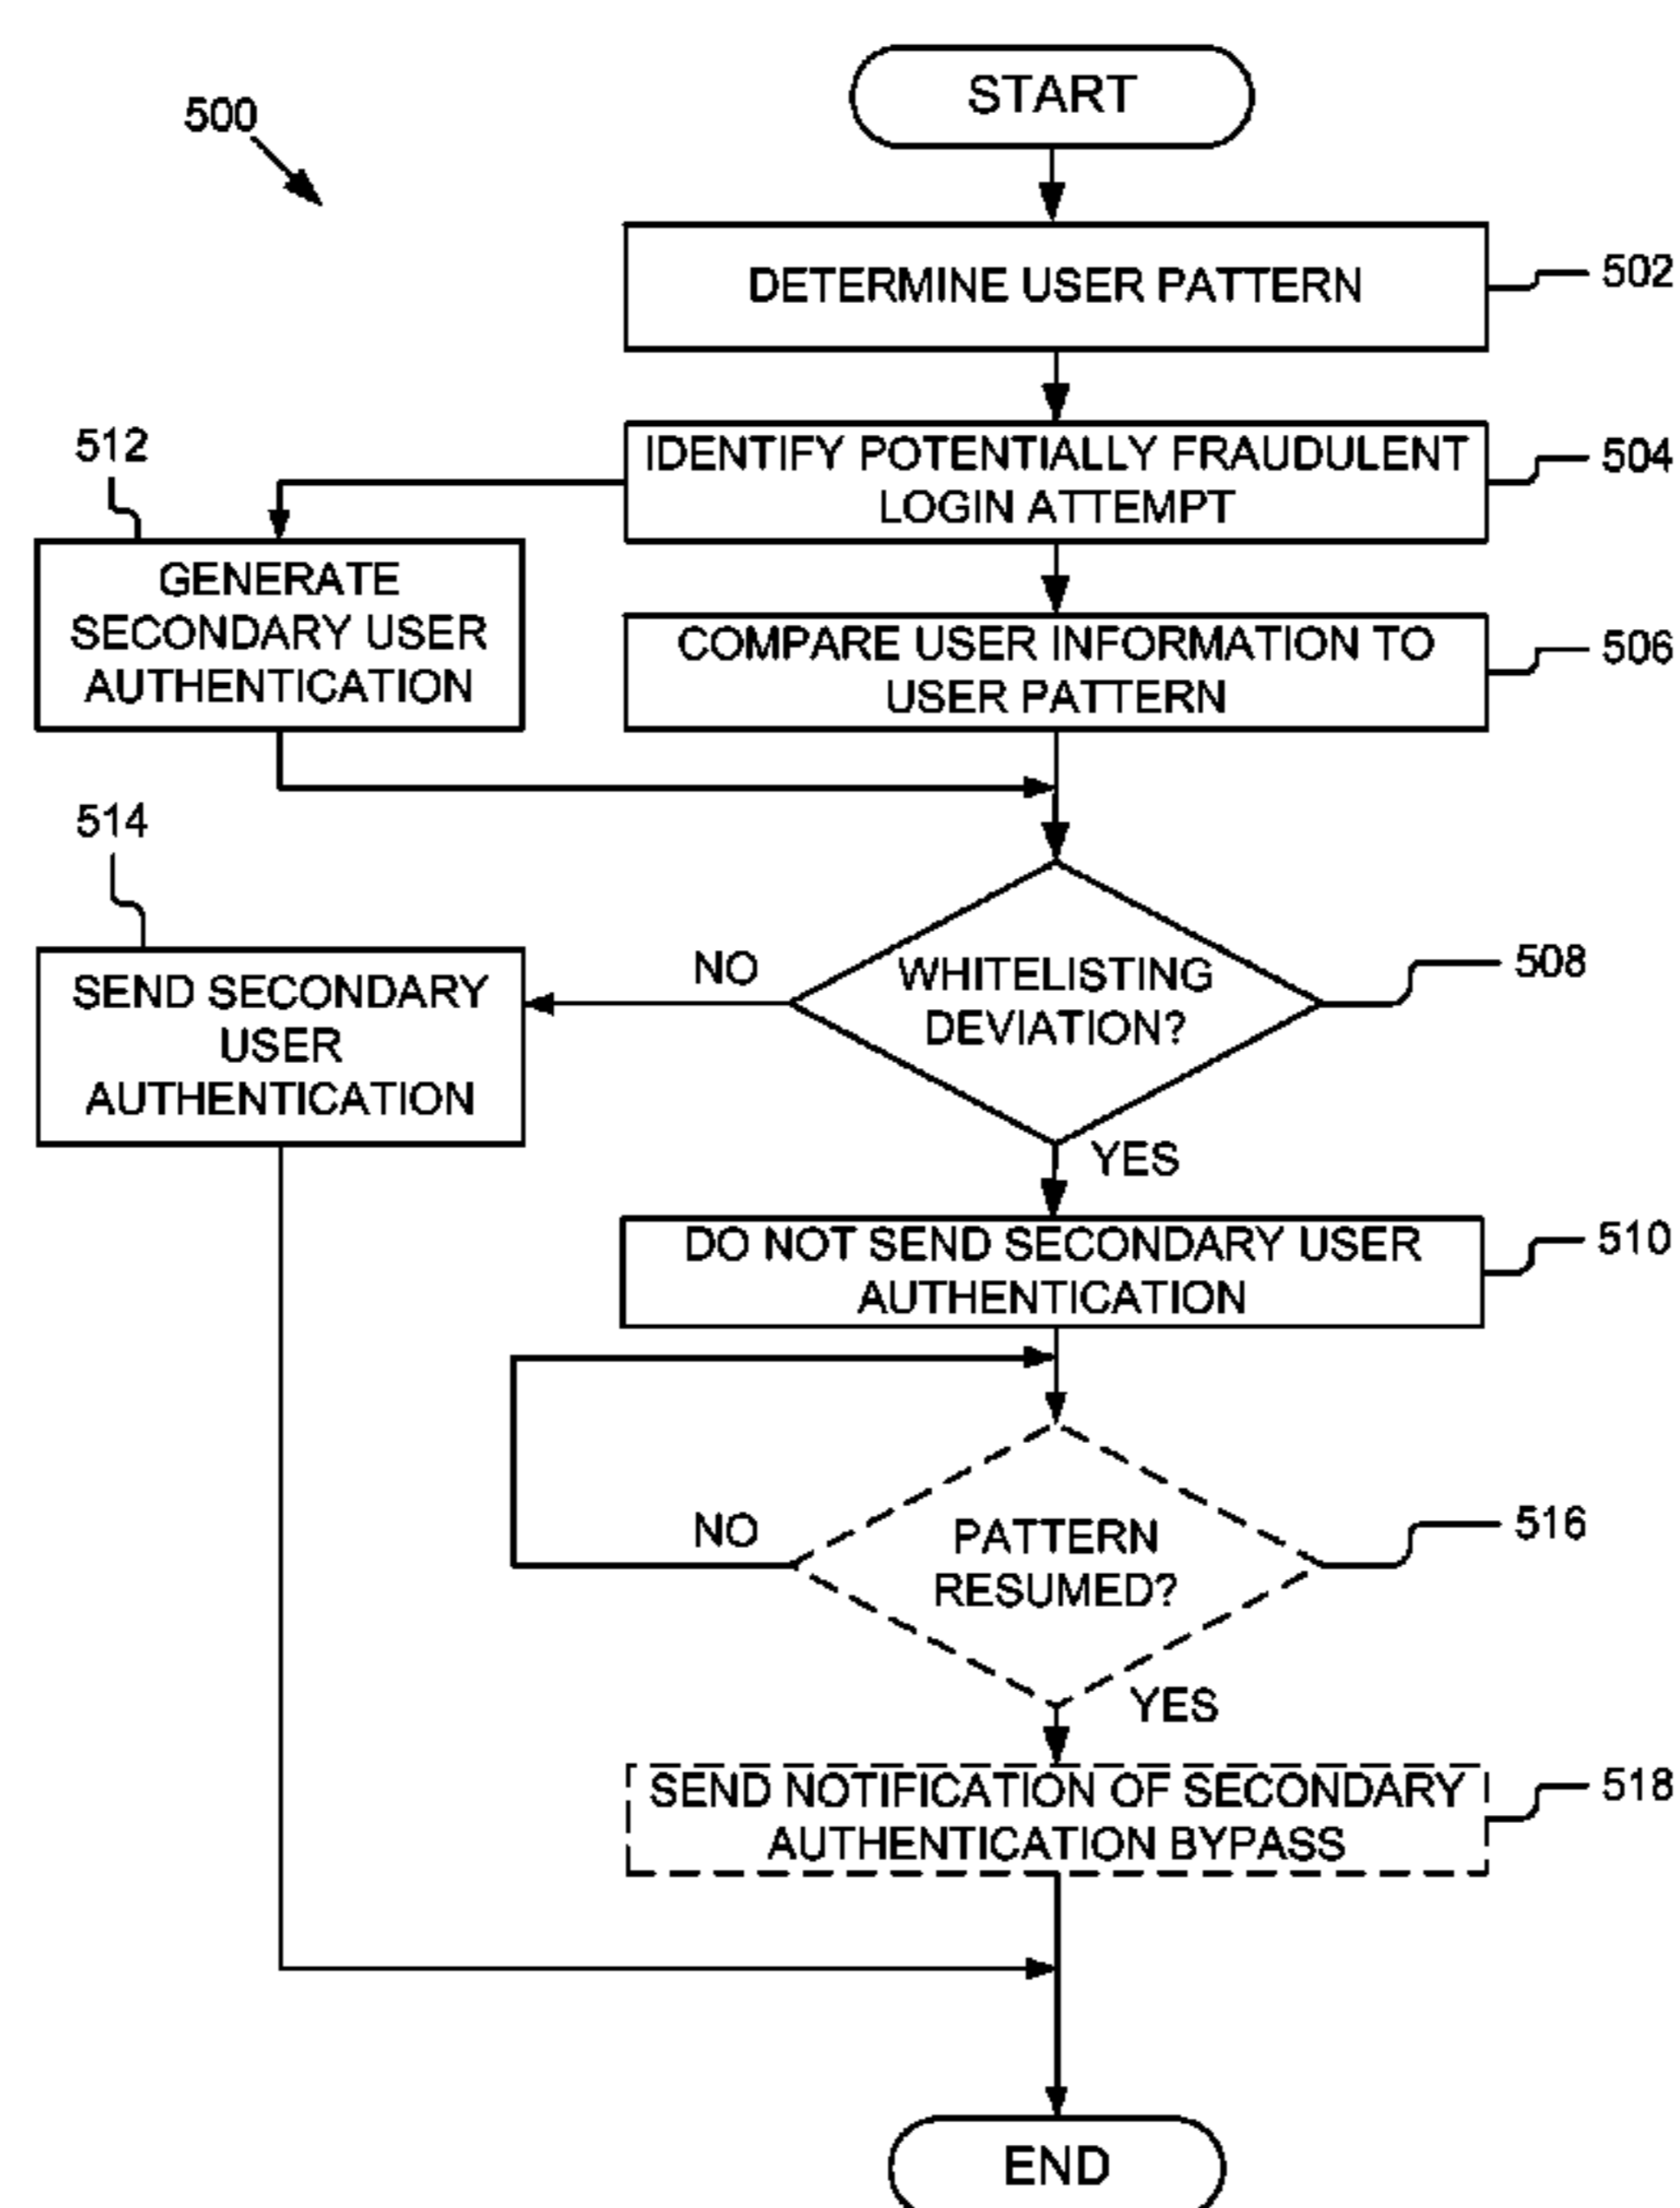 START
500
DETERMINE USER PATTERN
502
IDENTIFY POTENTIALLY FRAUDULENT
LOGIN ATTEMPT
504
512
GENERATE
SECONDARY USER
AUTHENTICATION
COMPARE USER INFORMATION TO
USER PATTERN
506
514
SEND SECONDARY
USER
AUTHENTICATION
NO
WHITELISTING
DEVIATION?
508
YES
DO NOT SEND SECONDARY USER
AUTHENTICATION
510
NO
PATTERN
RESUMED?
516
YES
SEND NOTIFICATION OF SECONDARY
AUTHENTICATION BYPASS
518
END